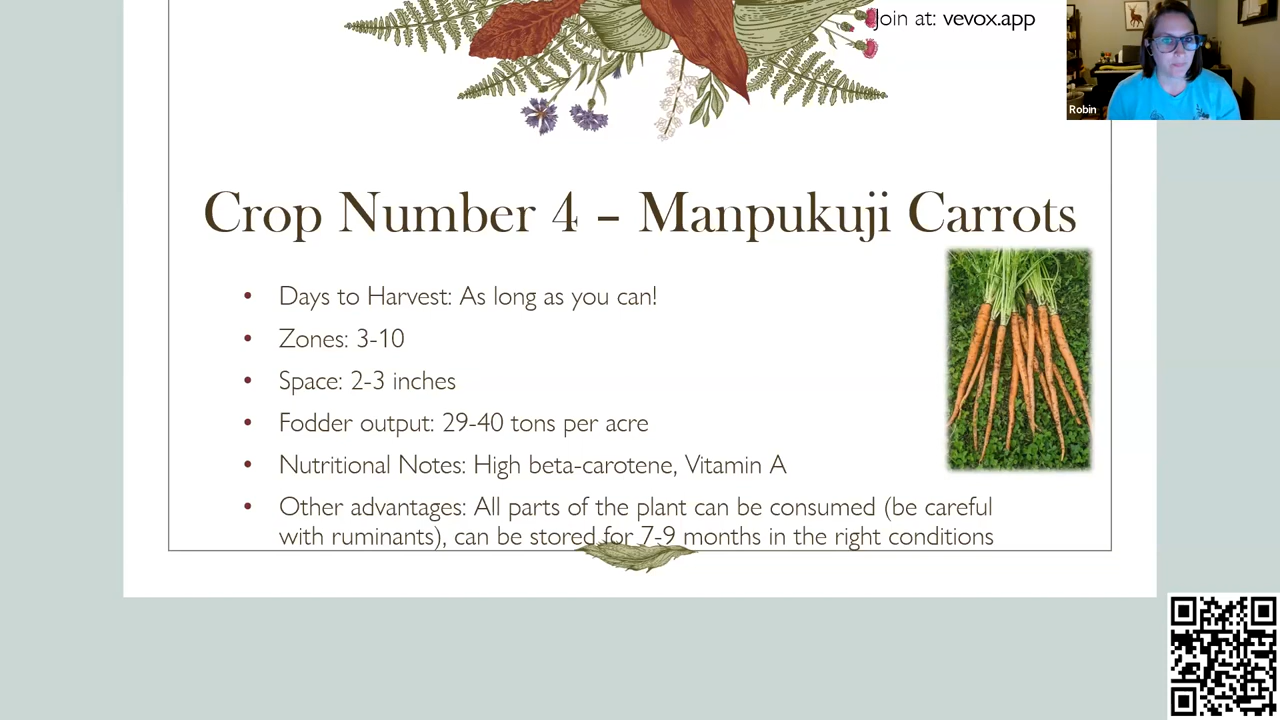 Join at: vevox.app
Robin
Crop Number 4 – Manpukuji Carrots
• Days to Harvest: As long as you can!
• Zones: 3-10
• Space: 2-3 inches
• Fodder output: 29-40 tons per acre
• Nutritional Notes: High beta-carotene, Vitamin A
• Other advantages: All parts of the plant can be consumed (be careful
with ruminants), can be stored for 7-9 months in the right conditions